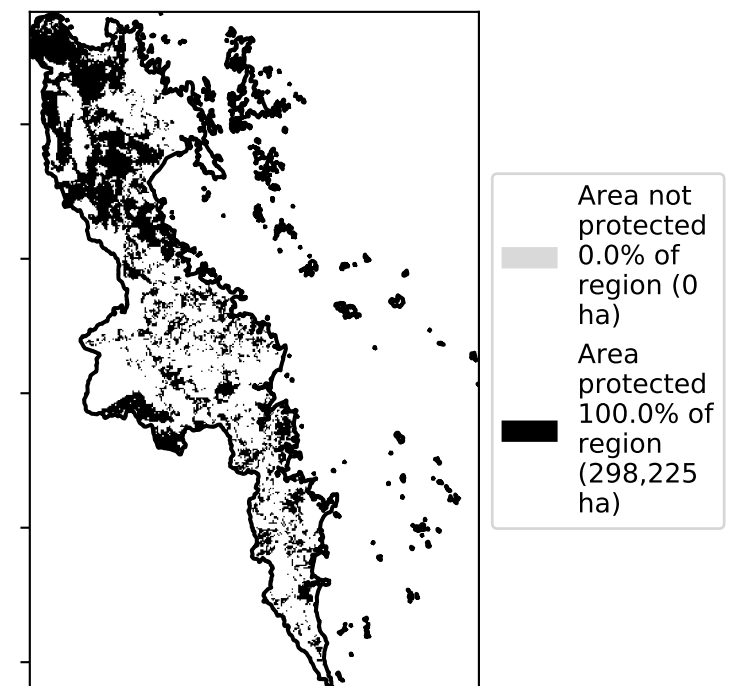 Area not
protected
0.0% of
region (0
ha)
Area
protected
100.0% of
region
(298,225
ha)